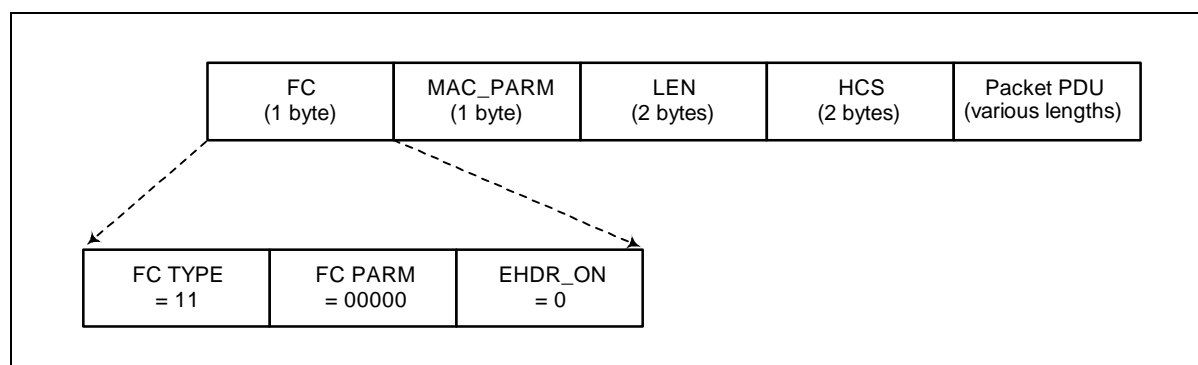 FC
(1 byte)
MAC_PARM
(1 byte)
LEN
(2 bytes)
HCS
(2 bytes)
Packet PDU
(various lengths)
FC TYPE
= 11
FC PARM
= 00000
EHDR_ON
= 0